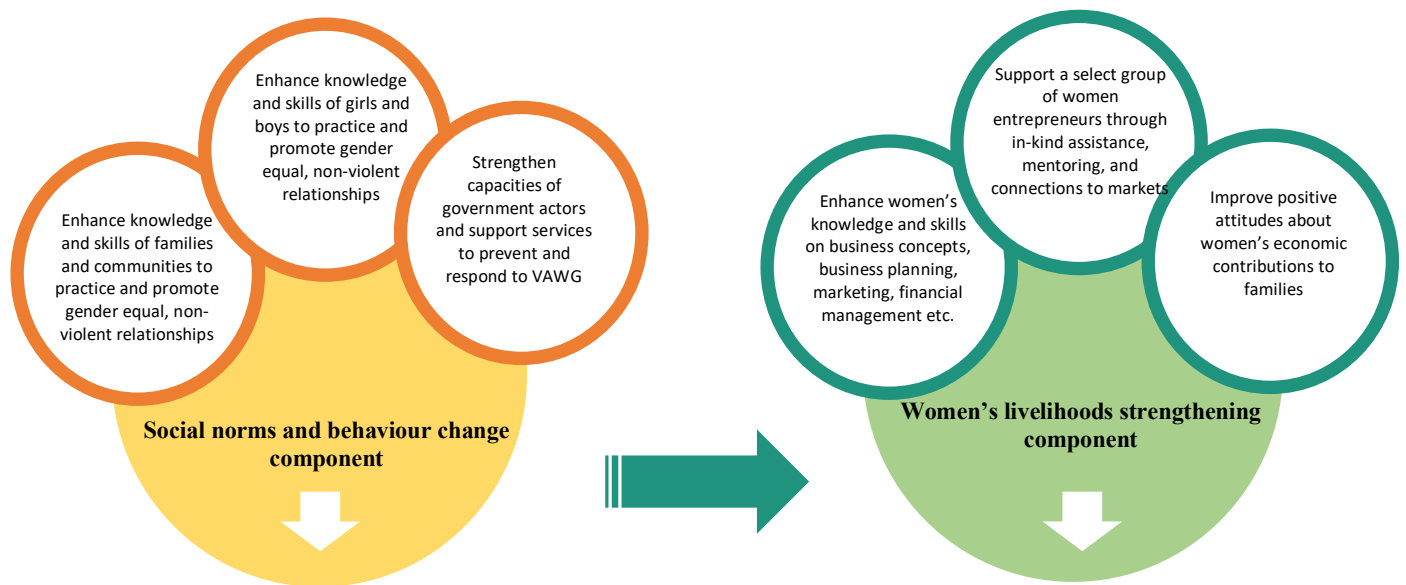 Enhance knowledge
and skills of families
and communities to
practice and promote
gender equal, non-
violent relationships
Enhance knowledge
and skills of girls and
boys to practice and
promote gender
equal, non-violent
relationships
Strengthen
capacities of
government actors
and support services
to prevent and
respond to VAWG
Social norms and behaviour change
component
Enhance women’s
knowledge and skills
on business concepts,
business planning,
marketing, financial
management etc.
Support a select group
of women
entrepreneurs through
in-kind assistance,
mentoring, and
connections to markets
Improve positive
attitudes about
women’s economic
contributions to
families
Women’s livelihoods strengthening
component